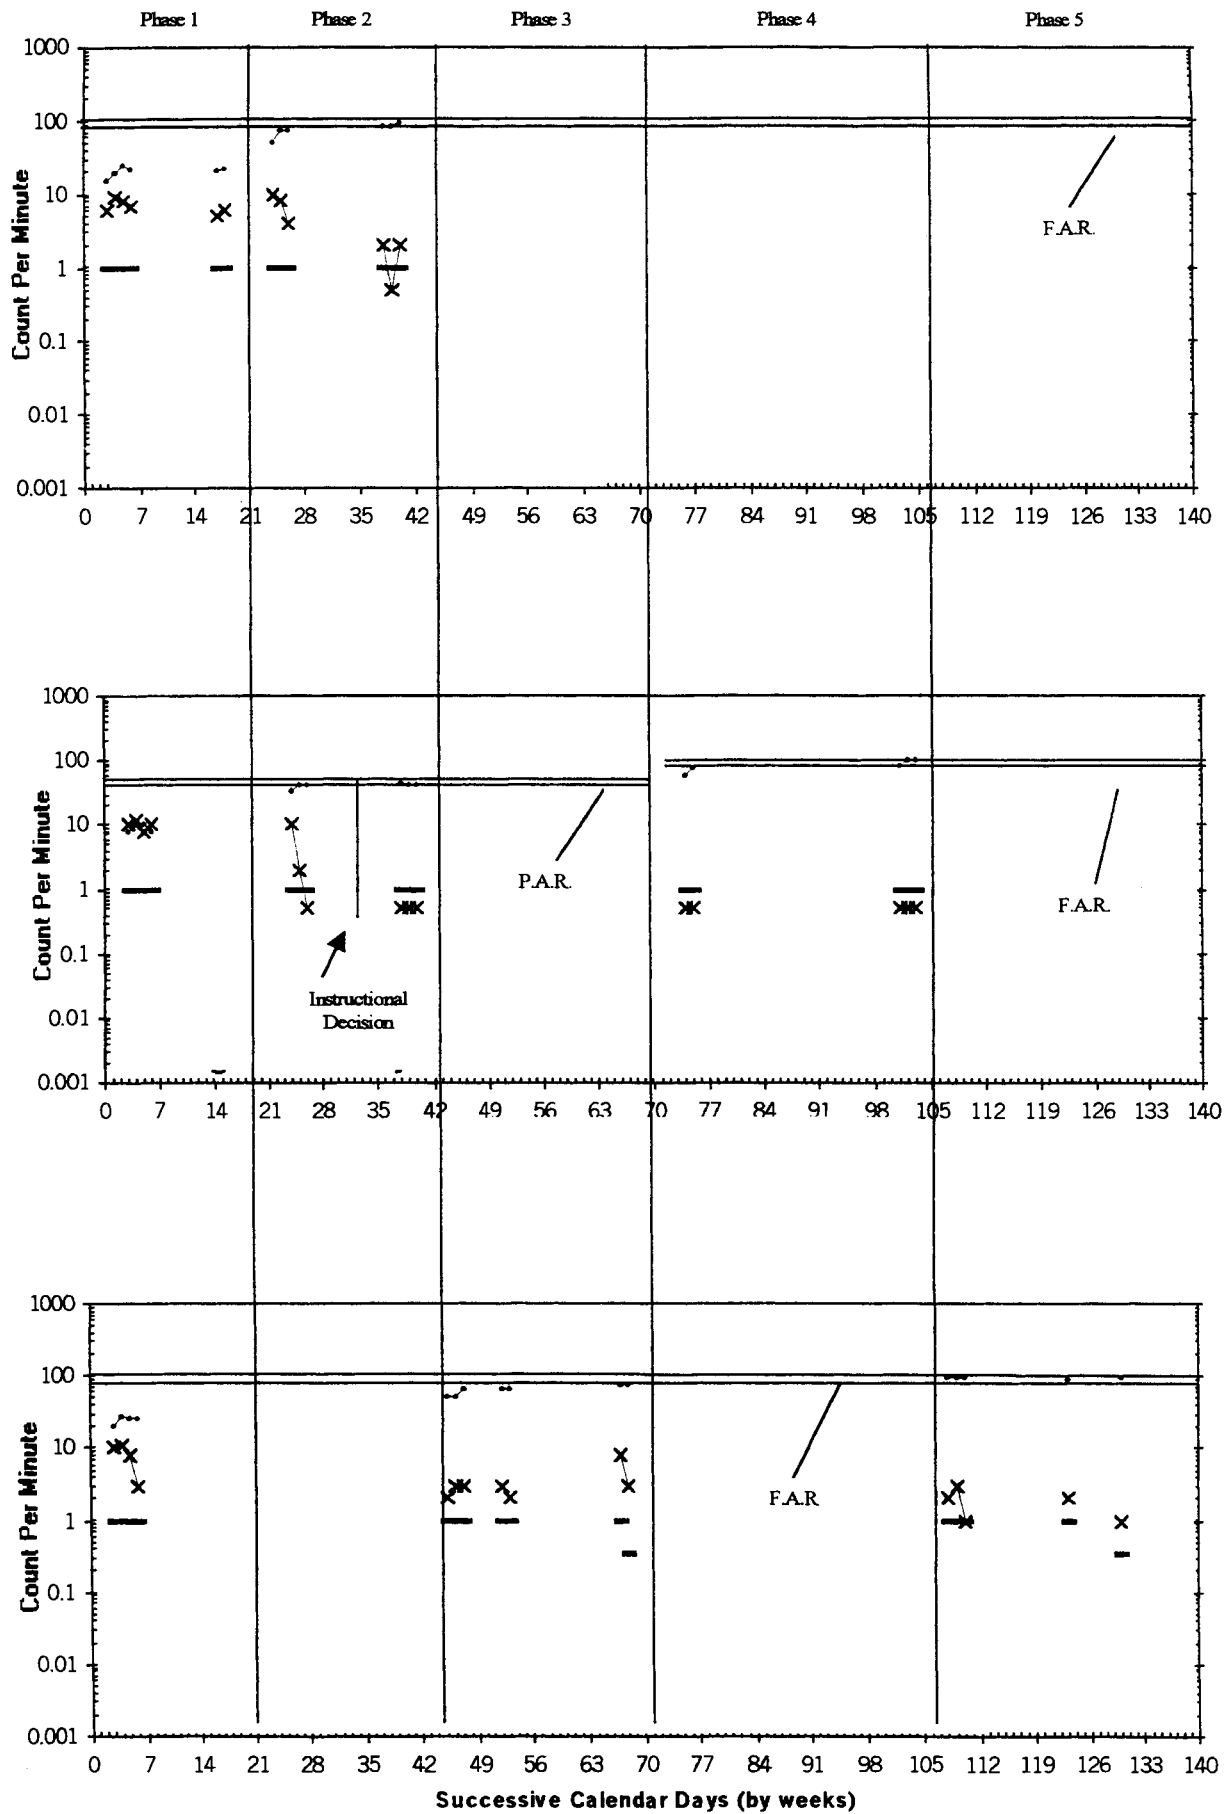 Phase 1 Phase 2 Phase 3 Phase 4 Phase 5
1000
100
10
1
0.1
0.01
0.001
Count Per Minute
F.A.R.
0 7 14 21 28 35 42 49 56 63 70 77 84 91 98 105 112 119 126 133 140
1000
100
10
1
0.1
0.01
0.001
Count Per Minute
P.A.R.
F.A.R.
Instructional
Decision
0 7 14 21 28 35 42 49 56 63 70 77 84 91 98 105 112 119 126 133 140
1000
100
10
1
0.1
0.01
0.001
Count Per Minute
F.A.R
0 7 14 21 28 35 42 49 56 63 70 77 84 91 98 105 112 119 126 133 140
Successive Calendar Days (by weeks)